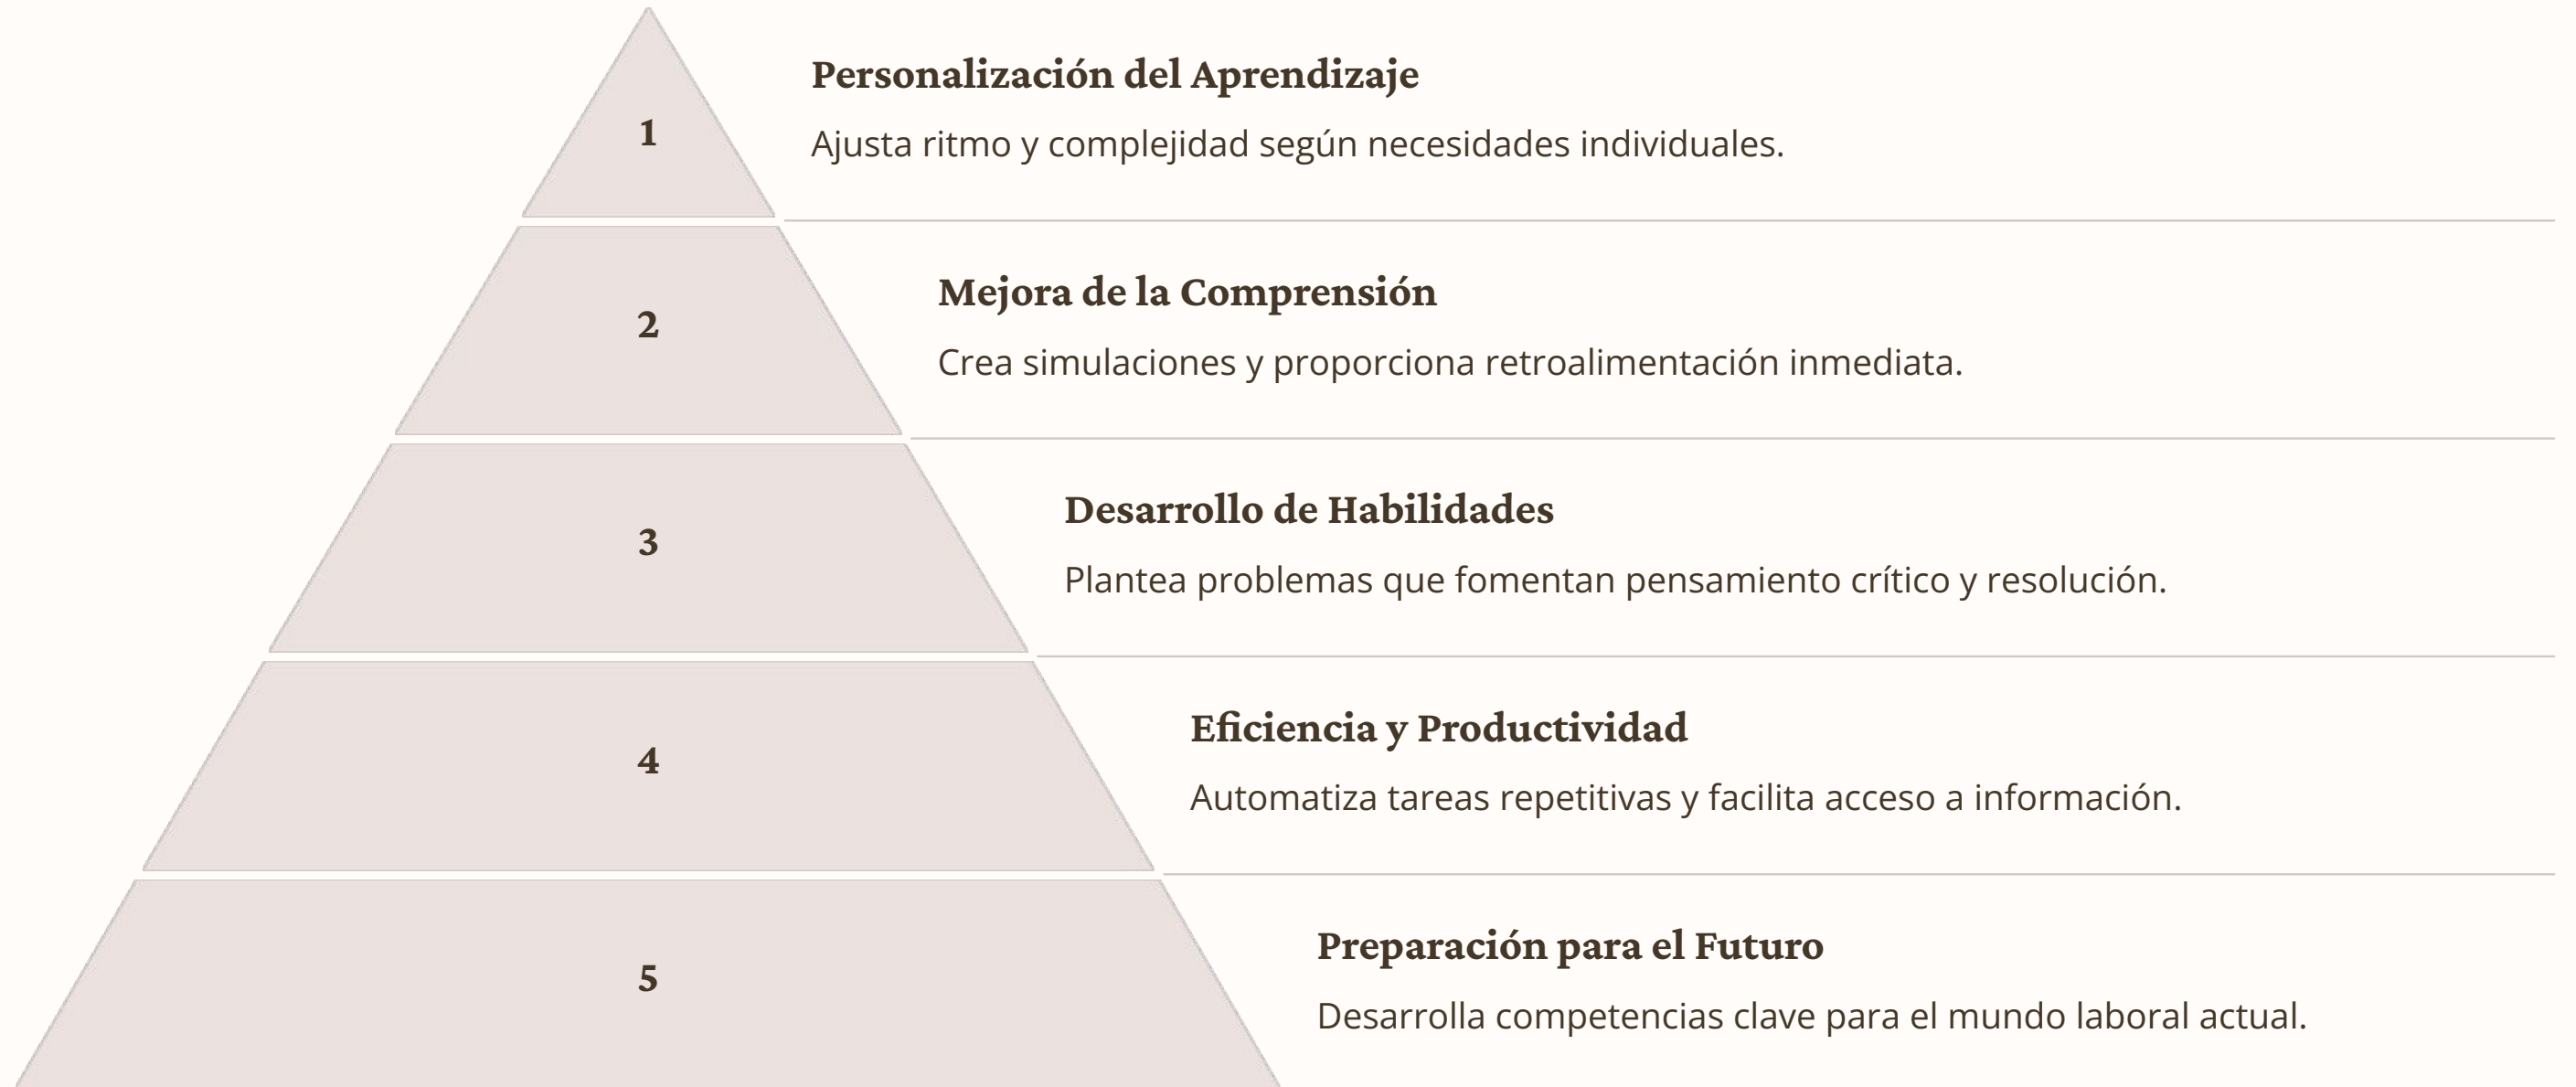 1
Personalización del Aprendizaje
Ajusta ritmo y complejidad según necesidades individuales.
2
Mejora de la Comprensión
Crea simulaciones y proporciona retroalimentación inmediata.
3
Desarrollo de Habilidades
Plantea problemas que fomentan pensamiento crítico y resolución.
4
Eficiencia y Productividad
Automatiza tareas repetitivas y facilita acceso a información.
5
Preparación para el Futuro
Desarrolla competencias clave para el mundo laboral actual.